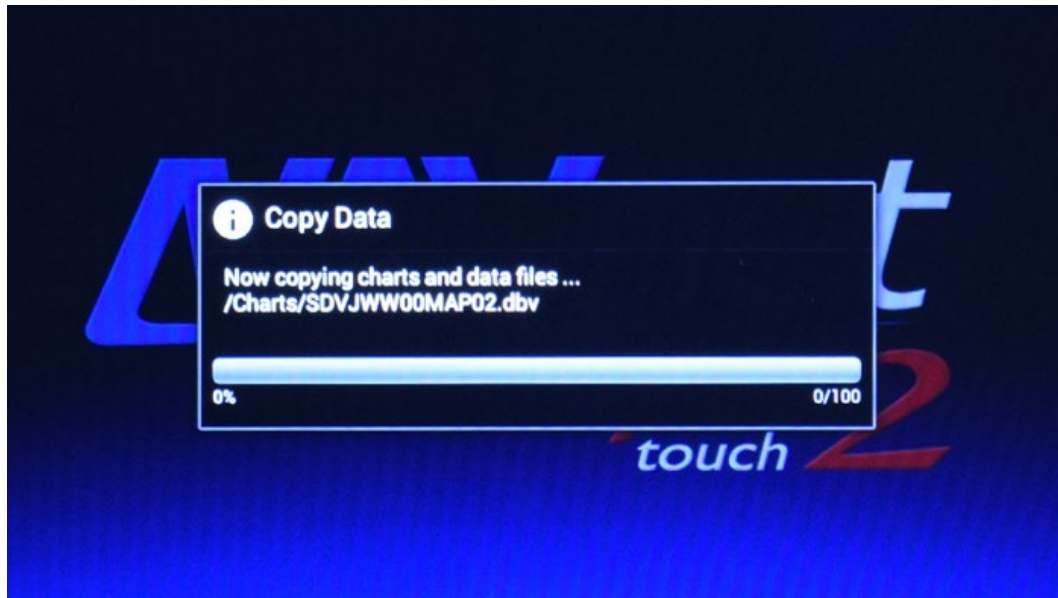 Copy Data
Now copying charts and data files ...
/Charts/SDVJWW00MAP02.dbv
0%
0/100
touch 2